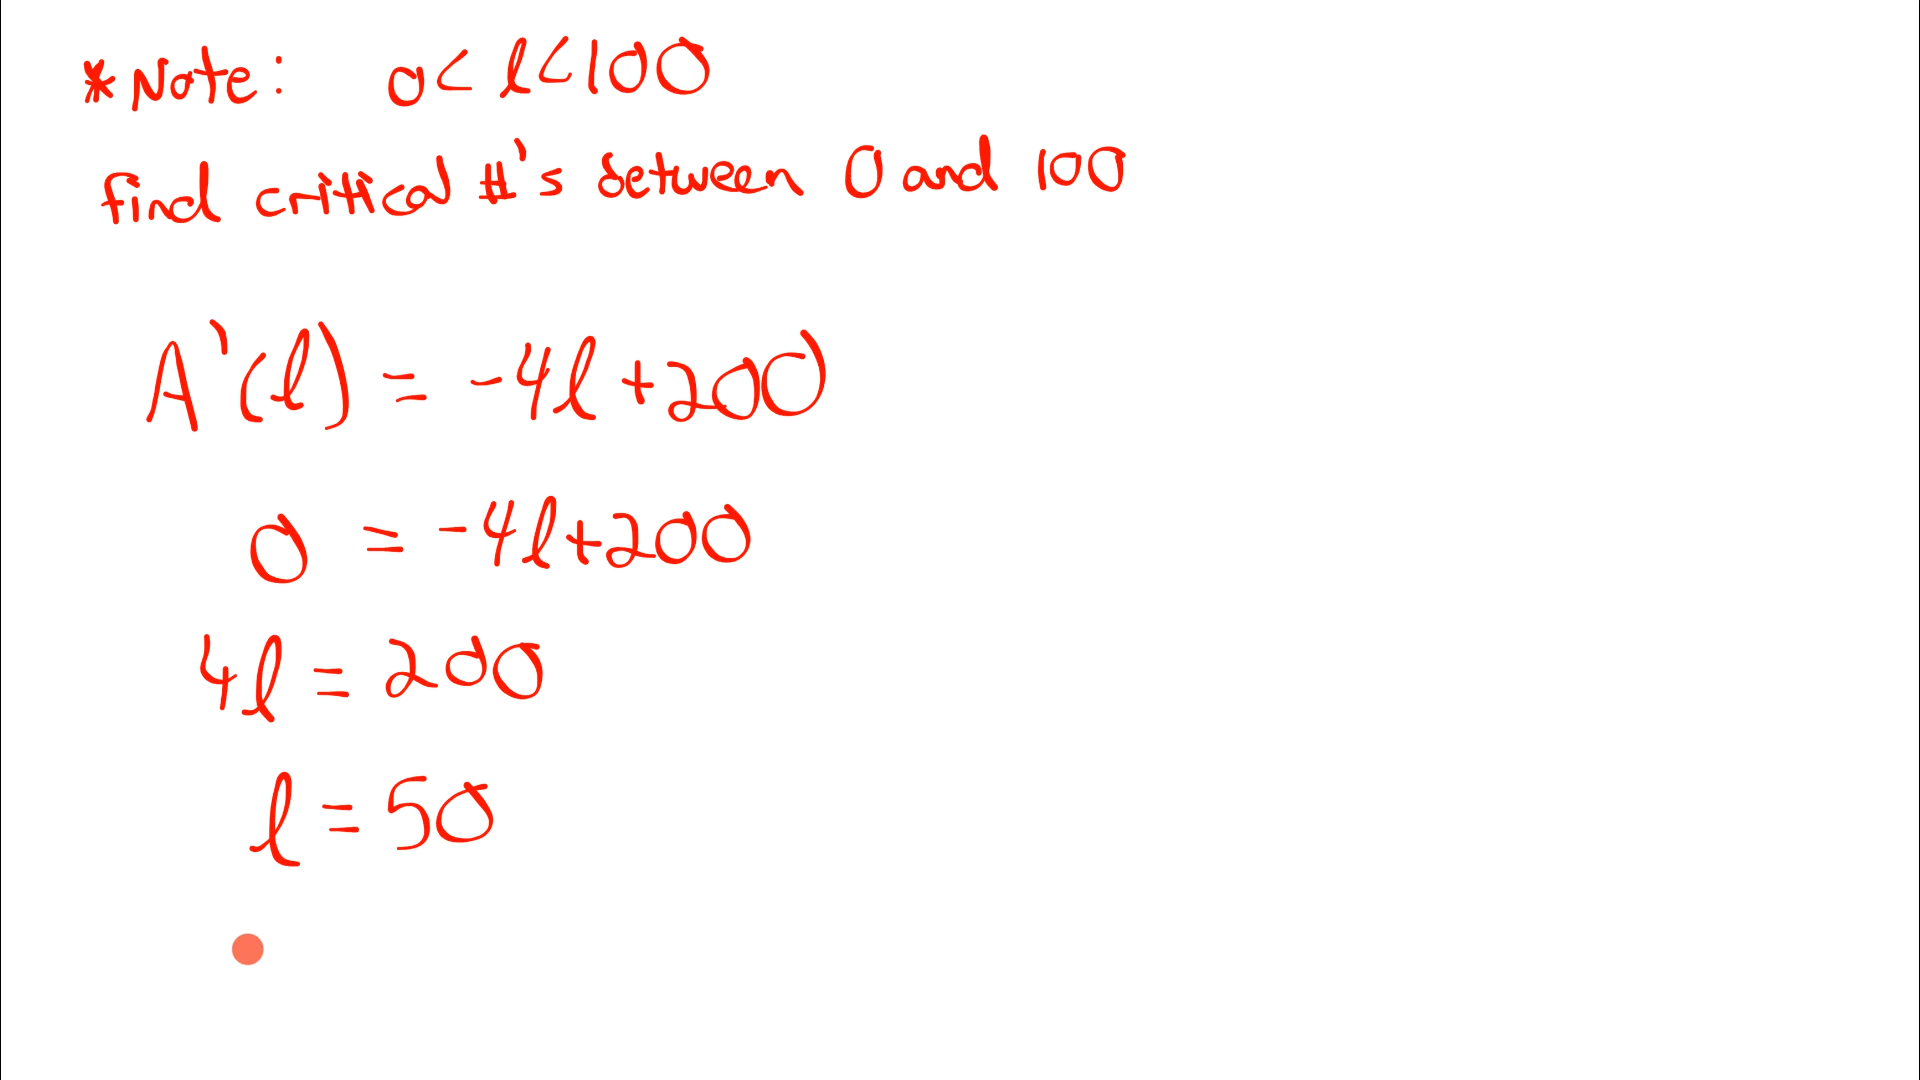 *Note: 0 < l < 100
find critical #'s between 0 and 100
A'(l) = -4l + 200
0 = -4l + 200
4l = 200
l = 50